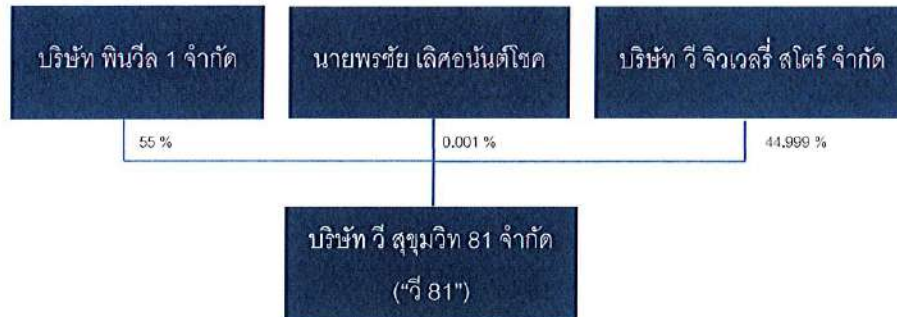 บริษัท พินวีล 1 จำกัด
นายพรชัย เลิศอนันต์โชค
บริษัท วี จิวเวลรี่ สโตร์ จำกัด
55 %
0.001 %
44.999 %
บริษัท วี สุขุมวิท 81 จำกัด
("วี 81")